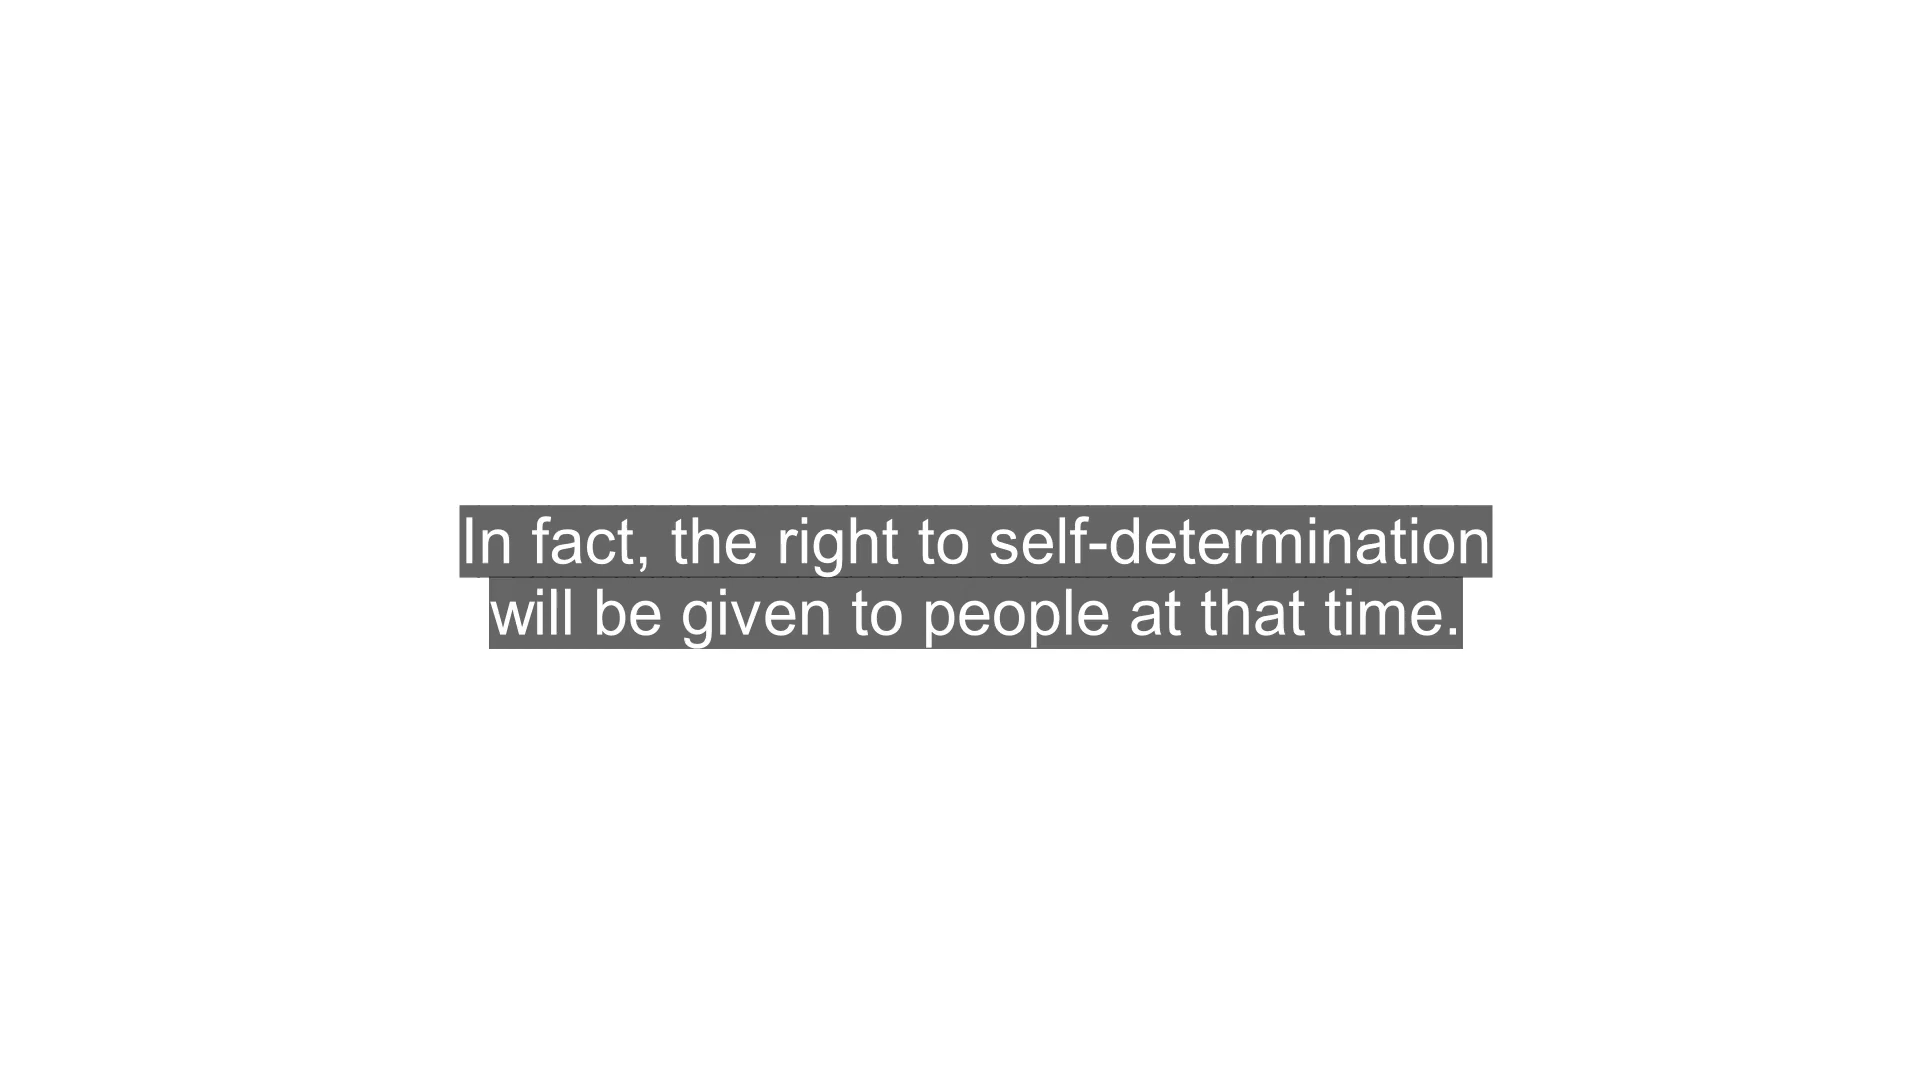 In fact, the right to self-determination
will be given to people at that time.